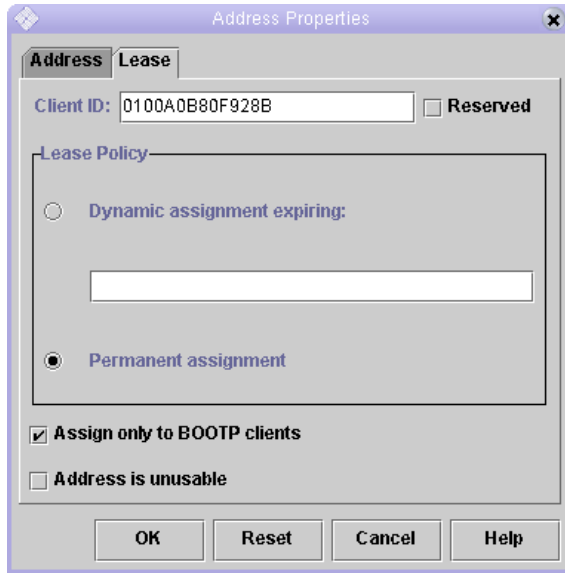 Address Properties
Address Lease
Client ID: 0100A0B80F928B Reserved
Lease Policy
Dynamic assignment expiring:
Permanent assignment
Assign only to BOOTP clients
Address is unusable
OK Reset Cancel Help